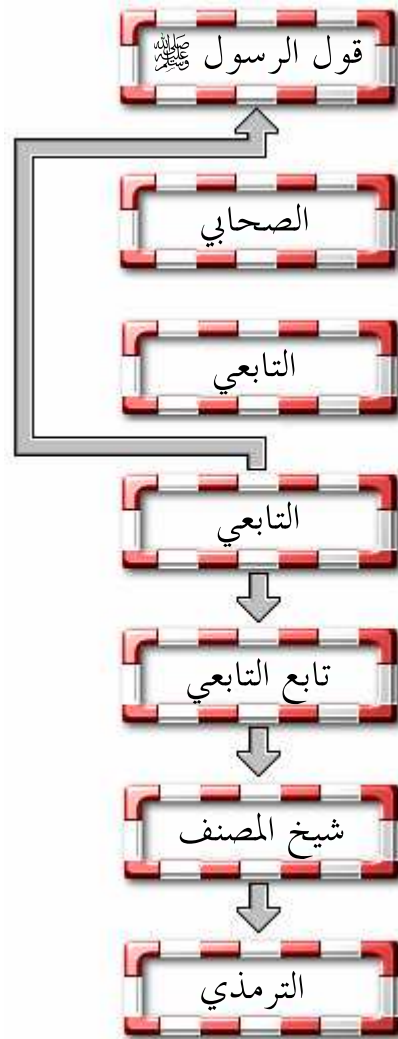 قول الرسول ﷺ
الصحابي
التابعي
التابعي
تابع التابعي
شيخ المصنف
الترمذي